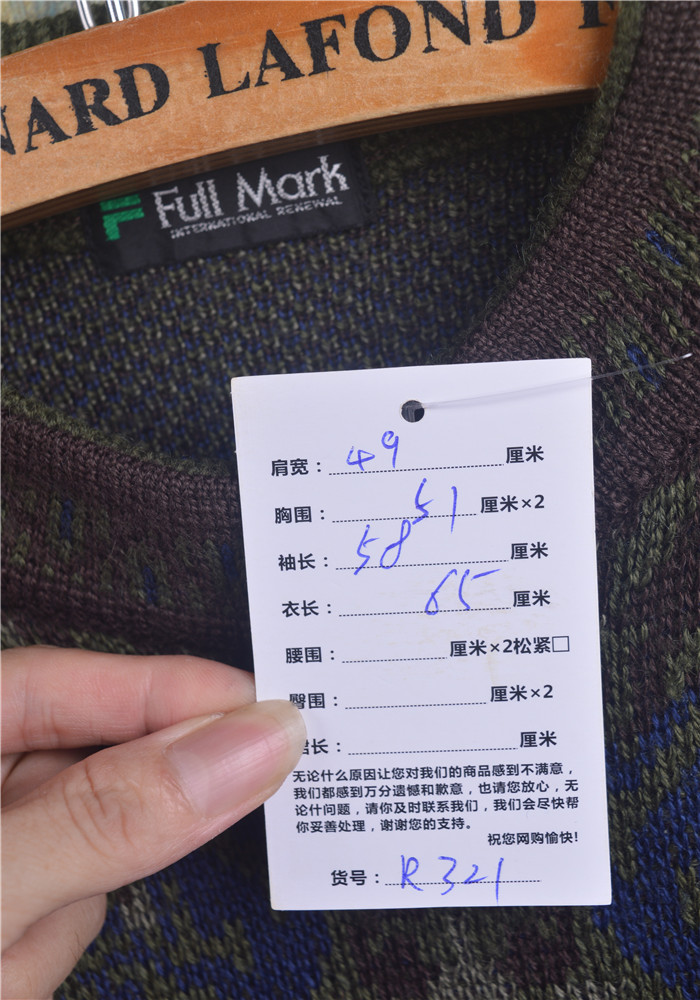 NARD LAFOND
Full Mark
INTERNATIONAL RENEWAL
肩宽：49厘米
胸围：51厘米×2
袖长：58厘米
衣长：65厘米
腰围：厘米×2松紧□
臀围：厘米×2
长：厘米
无论什么原因让您对我们的商品感到不满意，
我们都感到万分遗憾和歉意，也请您放心，无
论什问题，请你及时联系我们，我们会尽快帮
你妥善处理，谢谢您的支持。
祝您网购愉快!
货号：R321